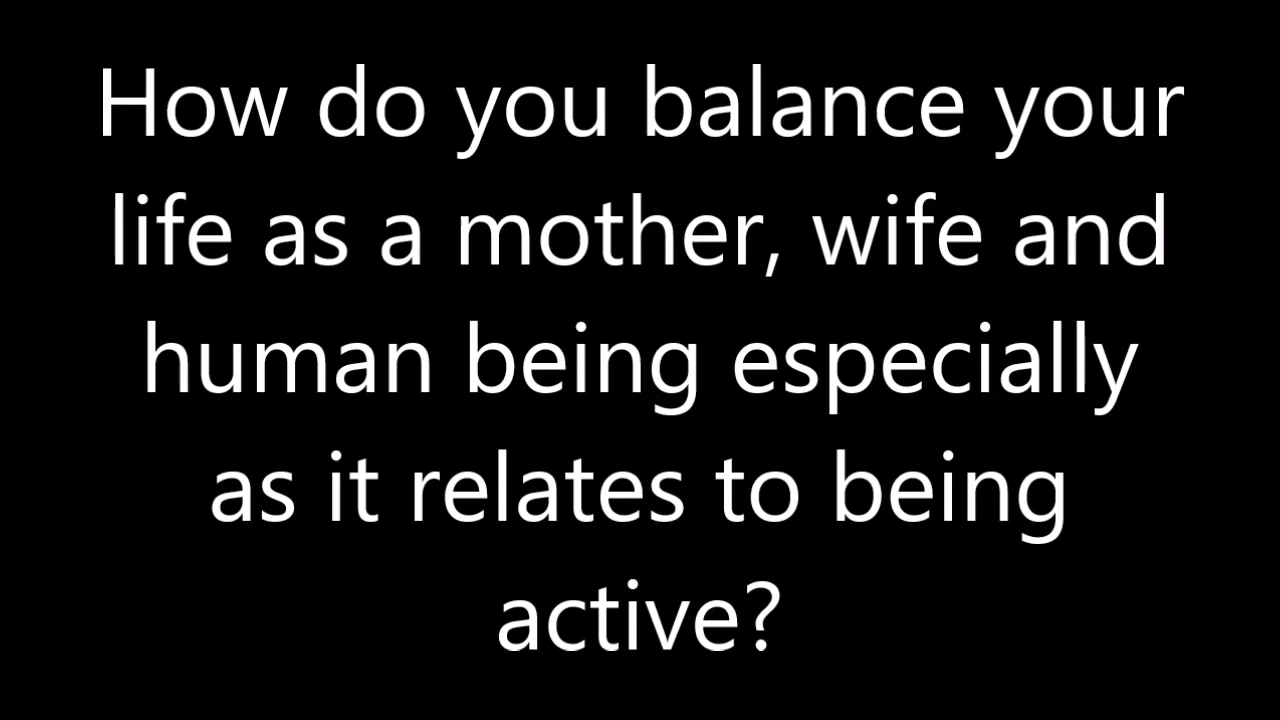 How do you balance your
life as a mother, wife and
human being especially
as it relates to being
active?